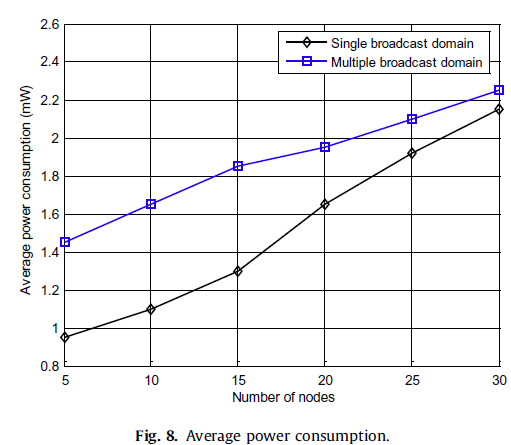 2.6
2.4
2.2
2
1.8
1.6
1.4
1.2
1
0.8
Average power consumption (mW)
Single broadcast domain
Multiple broadcast domain
5 10 15 20 25 30
Number of nodes
Fig. 8. Average power consumption.